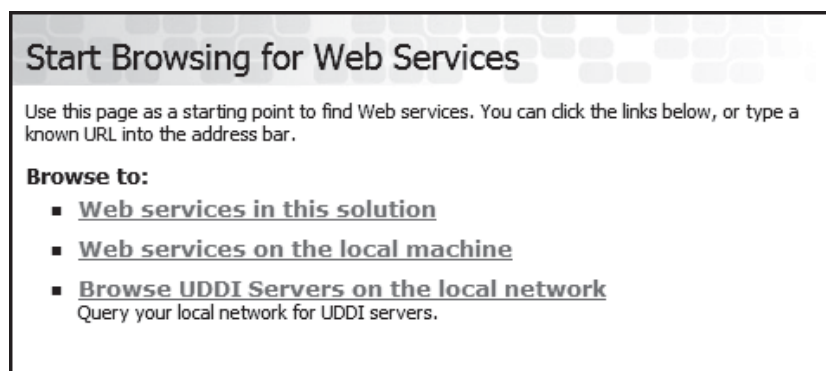 Start Browsing for Web Services
Use this page as a starting point to find Web services. You can click the links below, or type a
known URL into the address bar.
Browse to:
Web services in this solution
Web services on the local machine
Browse UDDI Servers on the local network
Query your local network for UDDI servers.